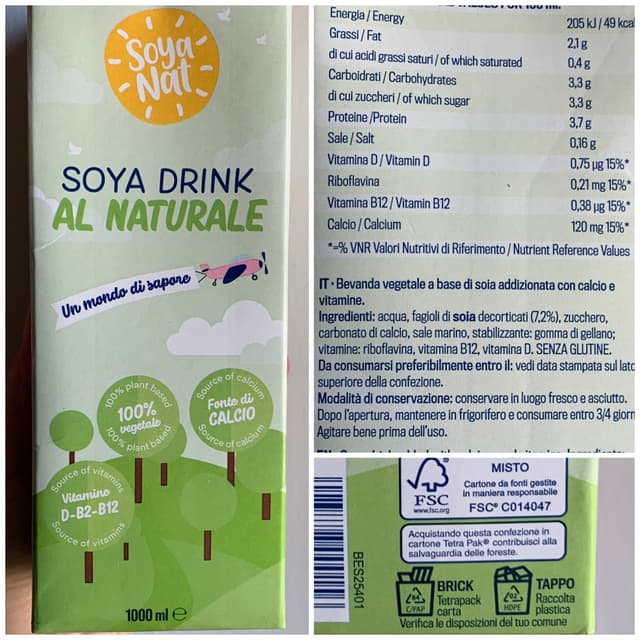 Soya
Nat
SOYA DRINK
AL NATURALE
Un mondo di sapore
100% plant based
100%
vegetale
100% plant based
Source of calcium
Fonte di
CALCIO
Source of calcium
Source of vitamins
Vitamine
D-B2-B12
Source of vitamins
1000 ml e
FOR 100 ml:
Energia / Energy 205 kJ / 49 kcal
Grassi / Fat 2,1 g
di cui acidi grassi saturi / of which saturated 0,4 g
Carboidrati / Carbohydrates 3,3 g
di cui zuccheri / of which sugar 3,3 g
Proteine /Protein 3,7 g
Sale / Salt 0,16 g
Vitamina D / Vitamin D 0,75 µg 15%*
Riboflavina 0,21 mg 15%*
Vitamina B12 / Vitamin B12 0,38 µg 15%*
Calcio / Calcium 120 mg 15%*
*=% VNR Valori Nutritivi di Riferimento / Nutrient Reference Values
IT • Bevanda vegetale a base di soia addizionata con calcio e
vitamine.
Ingredienti: acqua, fagioli di soia decorticati (7,2%), zucchero,
carbonato di calcio, sale marino, stabilizzante: gomma di gellano;
vitamine: riboflavina, vitamina B12, vitamina D. SENZA GLUTINE.
Da consumarsi preferibilmente entro il: vedi data stampata sul lato
superiore della confezione.
Modalità di conservazione: conservare in luogo fresco e asciutto.
Dopo l'apertura, mantenere in frigorifero e consumare entro 3/4 giorn
Agitare bene prima dell'uso.
BES25401
FSC
www.fsc.org
MISTO
Cartone da fonti gestite
in maniera responsabile
FSC® C014047
Acquistando questa confezione in
cartone Tetra Pak® contribuisci alla
salvaguardia delle foreste.
84
C/PAP
BRICK
Tetrapack
carta
02
HDPE
TAPPO
Raccolta
plastica
Verifica le disposizioni del tuo comune